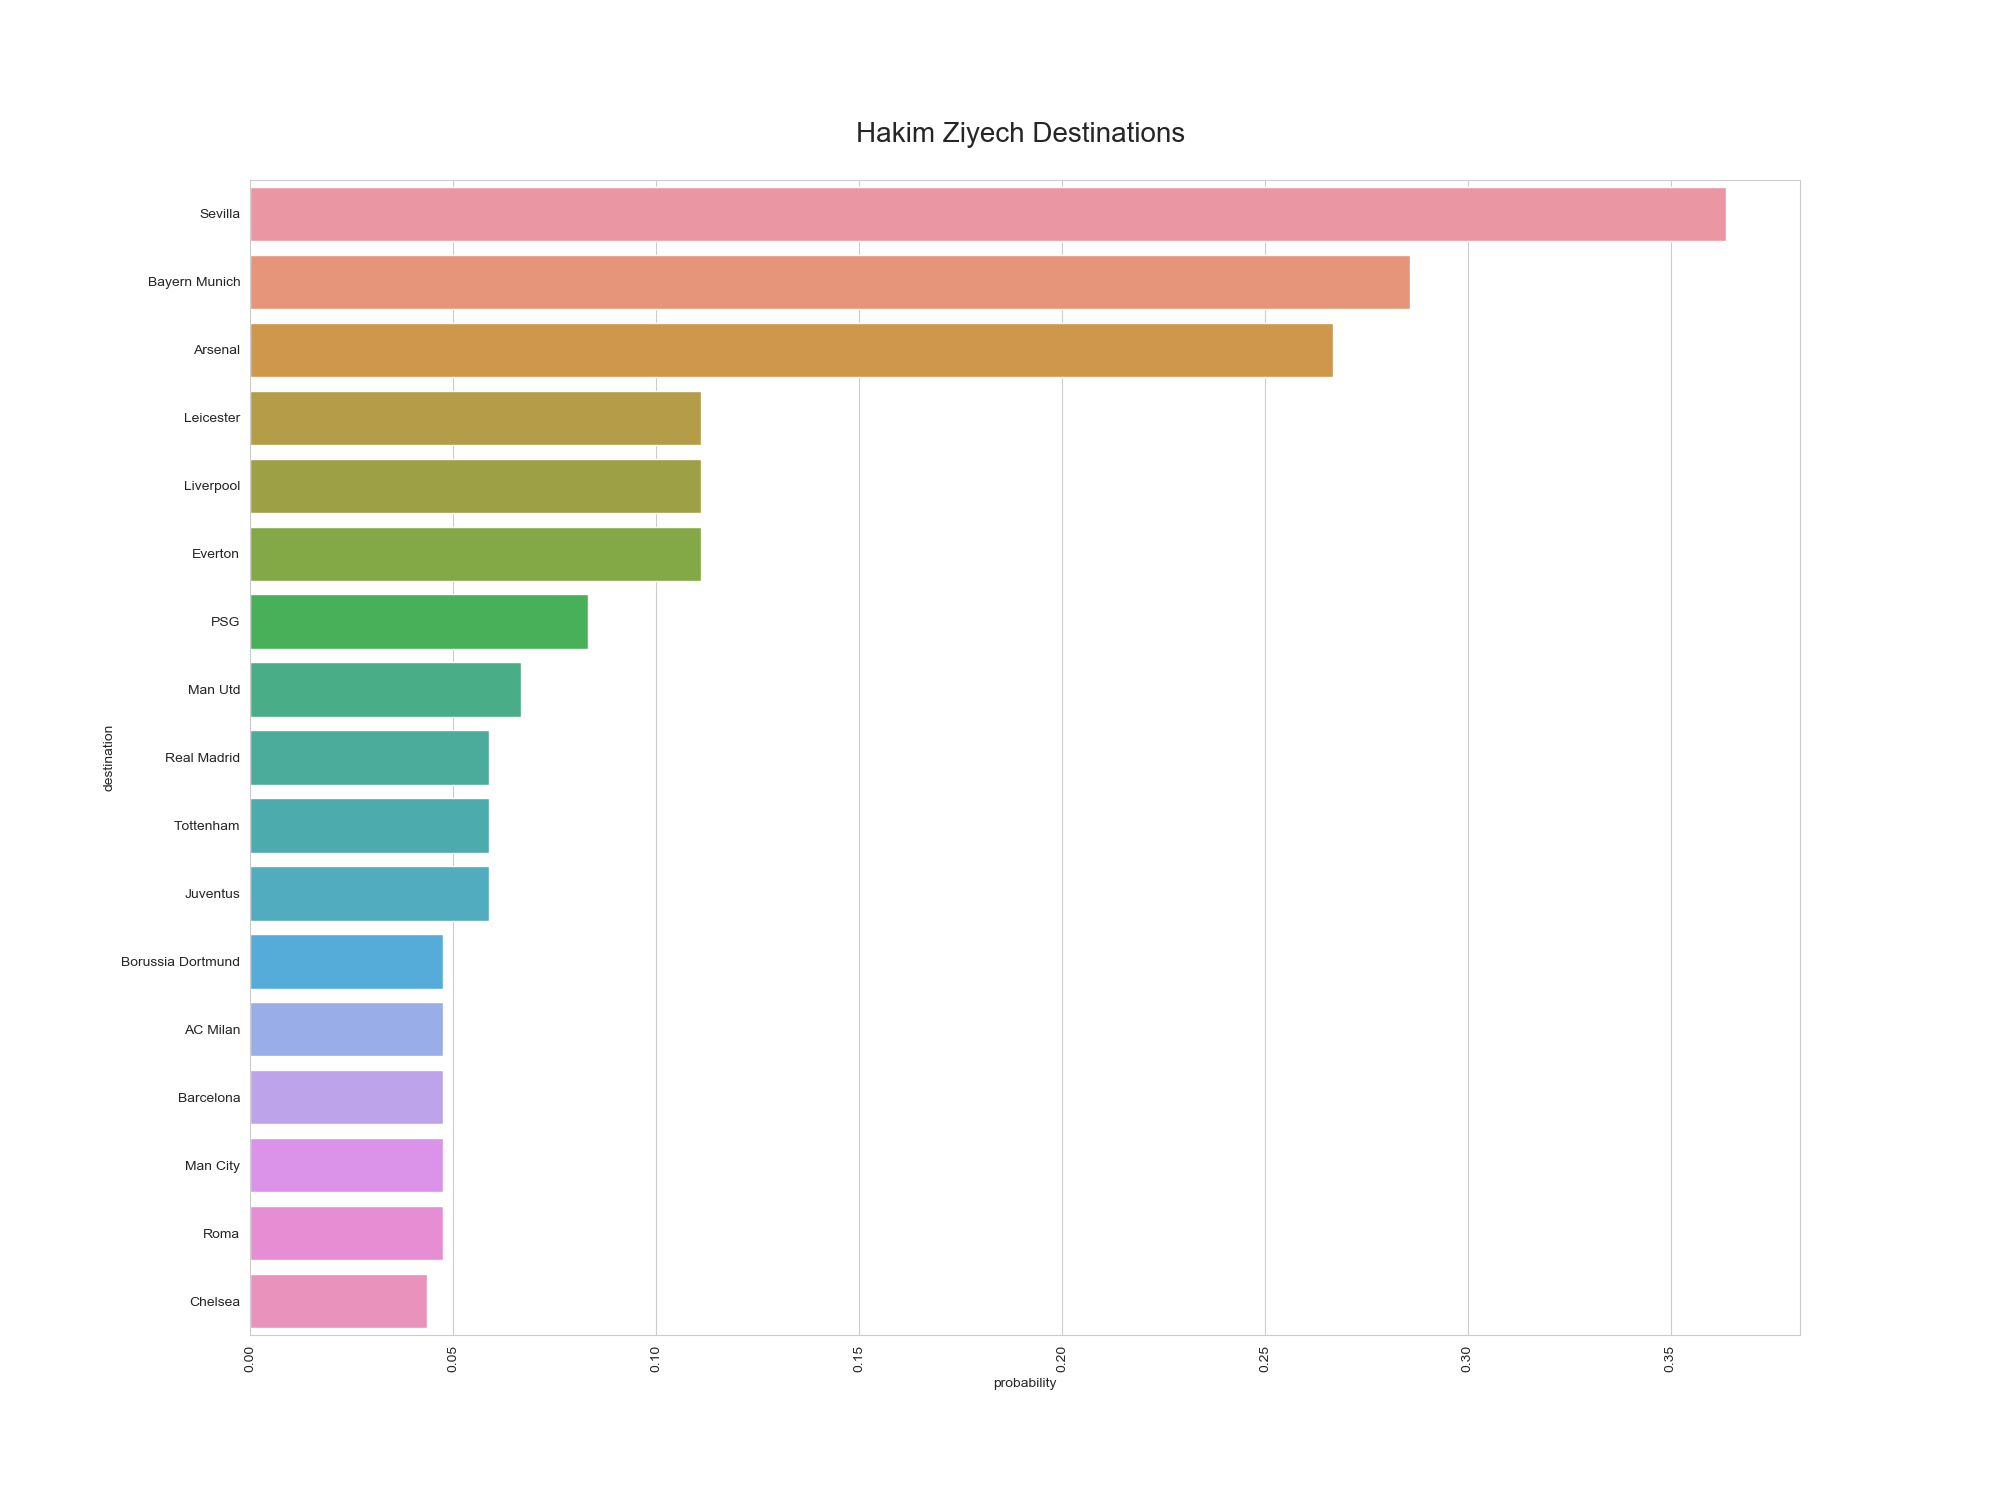 Hakim Ziyech Destinations
Sevilla
Bayern Munich
Arsenal
Leicester
Liverpool
Everton
PSG
Man Utd
Real Madrid
Tottenham
Juventus
Borussia Dortmund
AC Milan
Barcelona
Man City
Roma
Chelsea
destination
0.00
0.05
0.10
0.15
0.20
0.25
0.30
0.35
probability